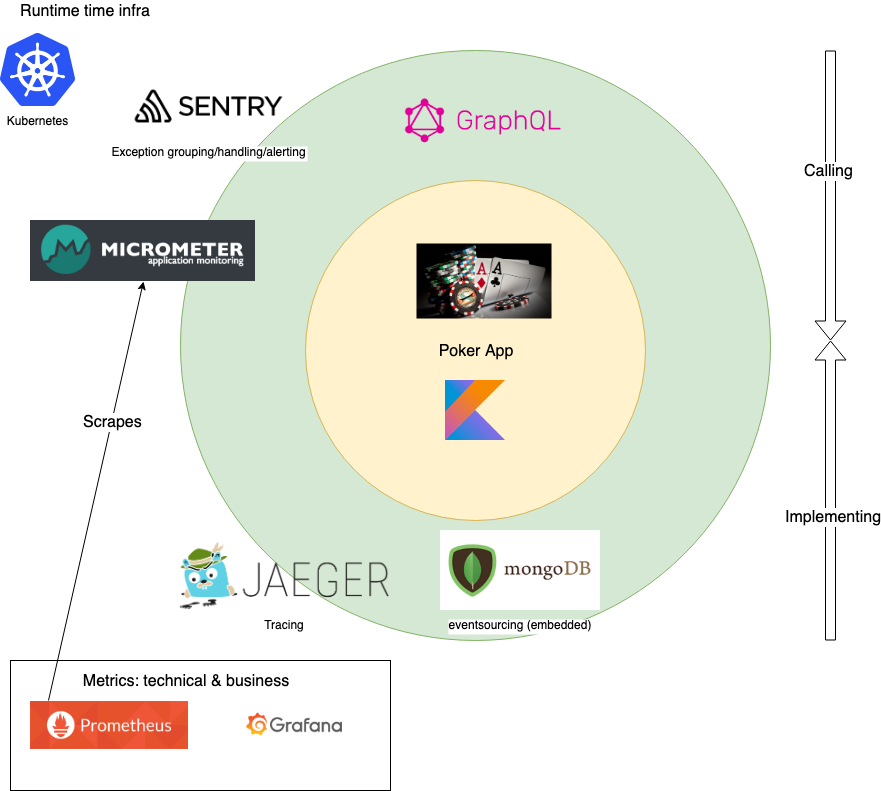 Runtime time infra
Kubernetes
SENTRY
Exception grouping/handling/alerting
GraphQL
Calling
MICROMETER
application monitoring
A A
Poker App
Scrapes
Implementing
JAEGER
Tracing
mongoDB
eventsourcing (embedded)
Metrics: technical & business
Prometheus
Grafana